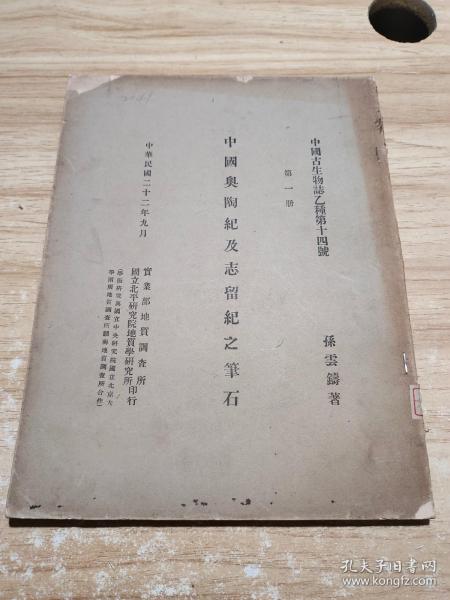 中國古生物誌乙種第十四號
第一册
孫雲鑄著
中國奧陶紀及志留紀之筆石
中華民國二十二年九月
實業部地質調查所
國立北平研究院地質學研究所印行
孔夫子旧书网
www.kongfz.com